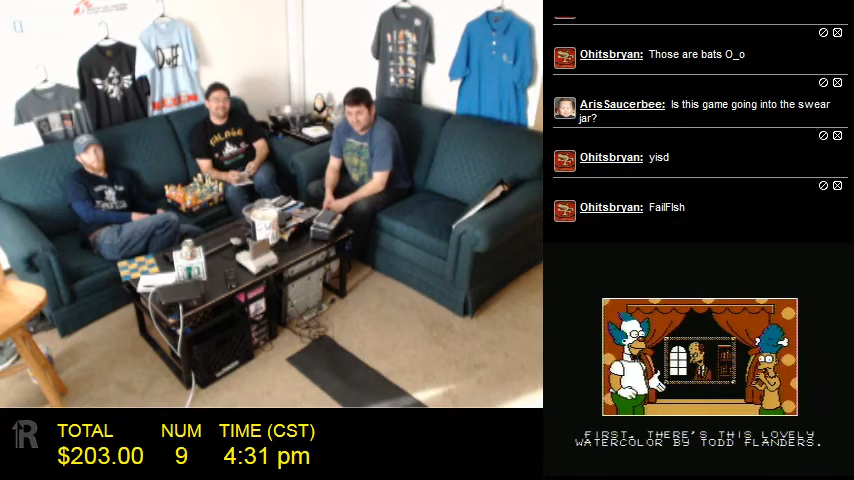 Duff
Ohitsbryan: Those are bats O_o
ArisSaucerbee: Is this game going into the swear
jar?
Ohitsbryan: yisd
Ohitsbryan: FailFIsh
FIRST, THERE'S THIS LOVELY
WATERCOLOR BY TODD FLANDERS.
R
TOTAL NUM TIME (CST)
$203.00 9 4:31 pm